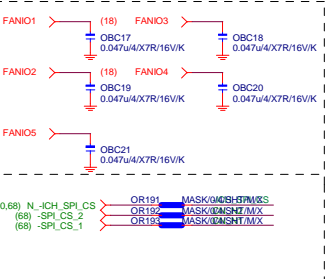 FANIO1 (18) FANIO3
OBC17 OBC18
0.047u/4/X7R/16V/K 0.047u/4/X7R/16V/K
FANIO2 (18) FANIO4
OBC19 OBC20
0.047u/4/X7R/16V/K 0.047u/4/X7R/16V/K
FANIO5
OBC21
0.047u/4/X7R/16V/K
0,68) N_-ICH_SPI_CS OR191
(68) -SPI_CS_2 OR192
(68) -SPI_CS_1 OR193